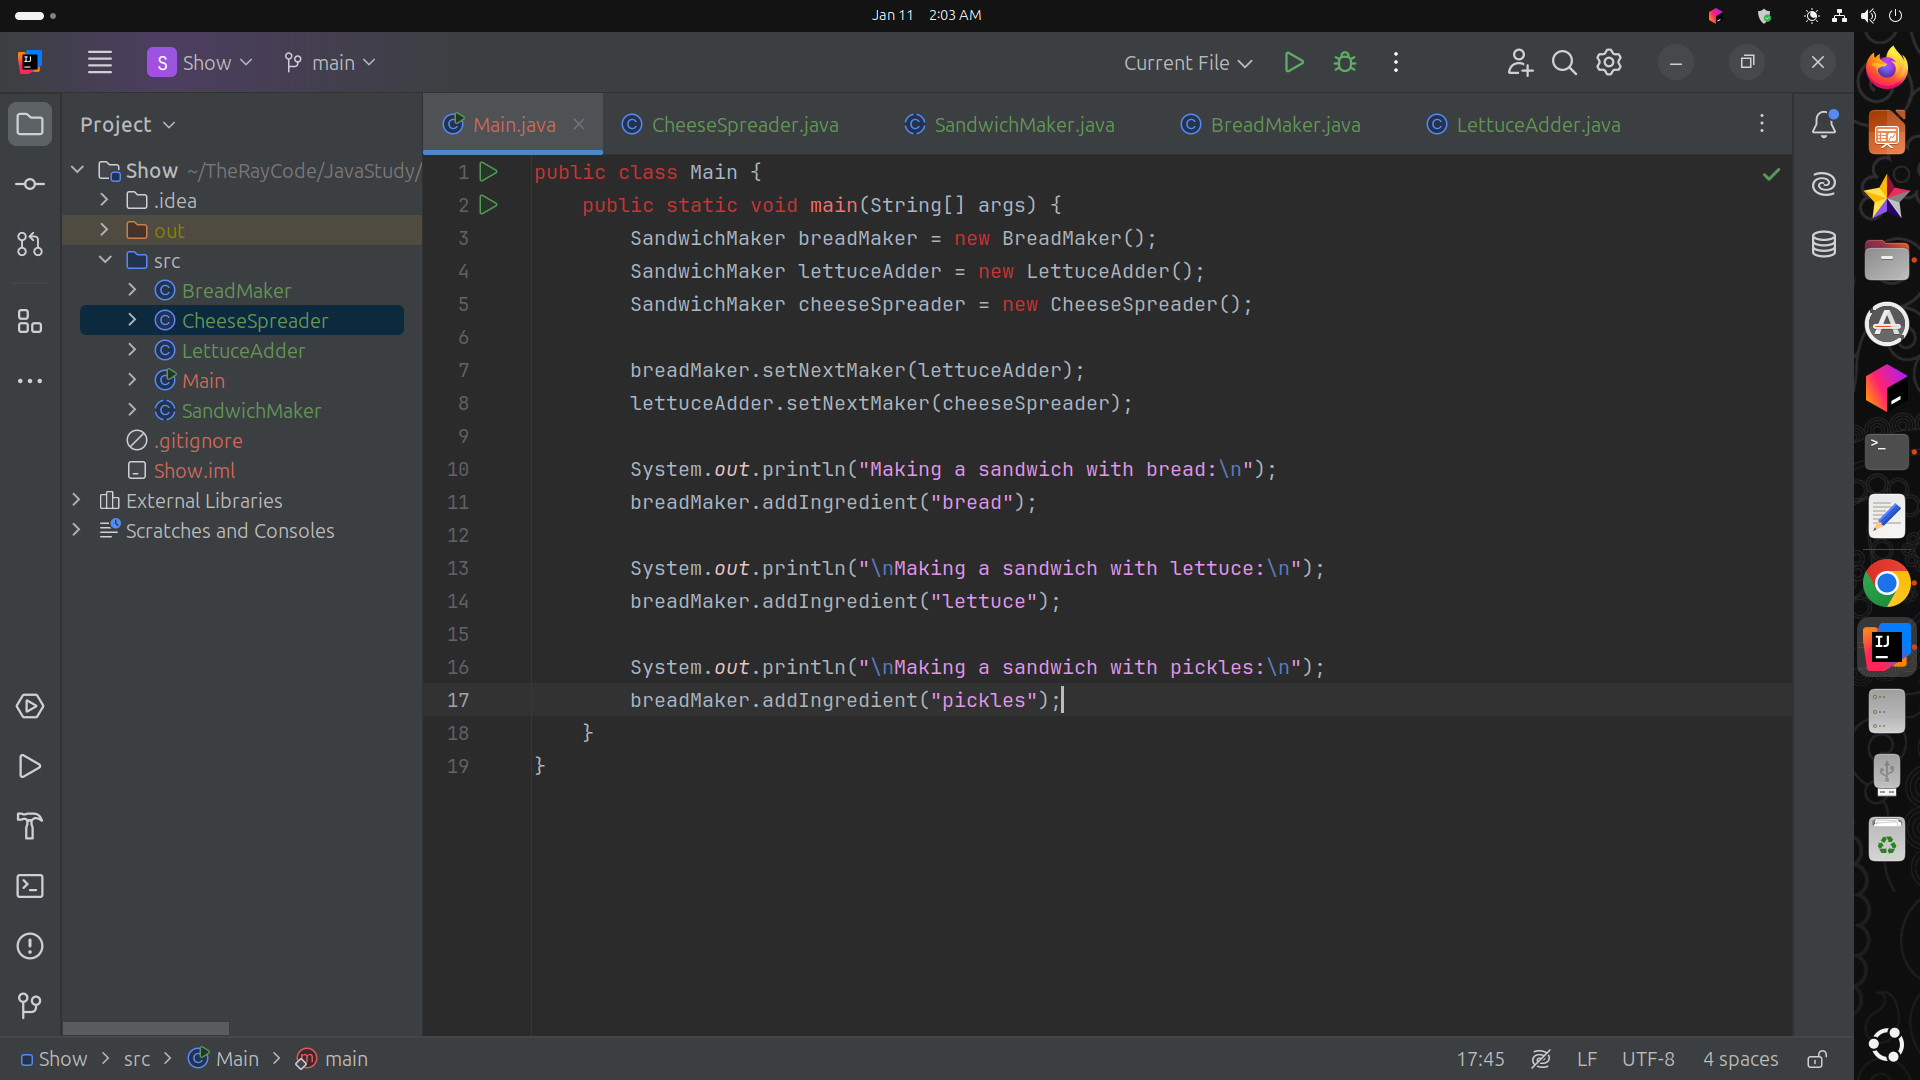 Jan 11 2:03 AM
S Show main Current File
Project
Main.java CheeseSpreader.java SandwichMaker.java BreadMaker.java LettuceAdder.java
Show ~/TheRayCode/JavaStudy/
.idea
out
src
BreadMaker
CheeseSpreader
LettuceAdder
Main
SandwichMaker
.gitignore
Show.iml
External Libraries
Scratches and Consoles
1 public class Main {
2 public static void main(String[] args) {
3 SandwichMaker breadMaker = new BreadMaker();
4 SandwichMaker lettuceAdder = new LettuceAdder();
5 SandwichMaker cheeseSpreader = new CheeseSpreader();
6
7 breadMaker.setNextMaker(lettuceAdder);
8 lettuceAdder.setNextMaker(cheeseSpreader);
9
10 System.out.println("Making a sandwich with bread:\n");
11 breadMaker.addIngredient("bread");
12
13 System.out.println("\nMaking a sandwich with lettuce:\n");
14 breadMaker.addIngredient("lettuce");
15
16 System.out.println("\nMaking a sandwich with pickles:\n");
17 breadMaker.addIngredient("pickles");
18 }
19 }
Show > src > Main > main 17:45 LF UTF-8 4 spaces